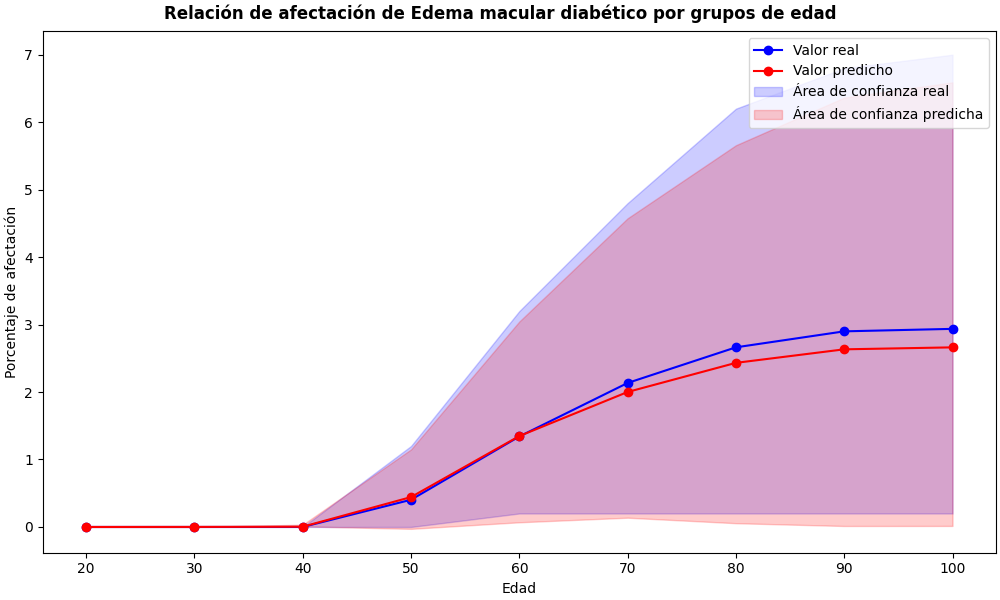 Relación de afectación de Edema macular diabético por grupos de edad
Valor real
Valor predicho
Área de confianza real
Área de confianza predicha
Porcentaje de afectación
7
6
5
4
3
2
1
0
20 30 40 50 60 70 80 90 100
Edad